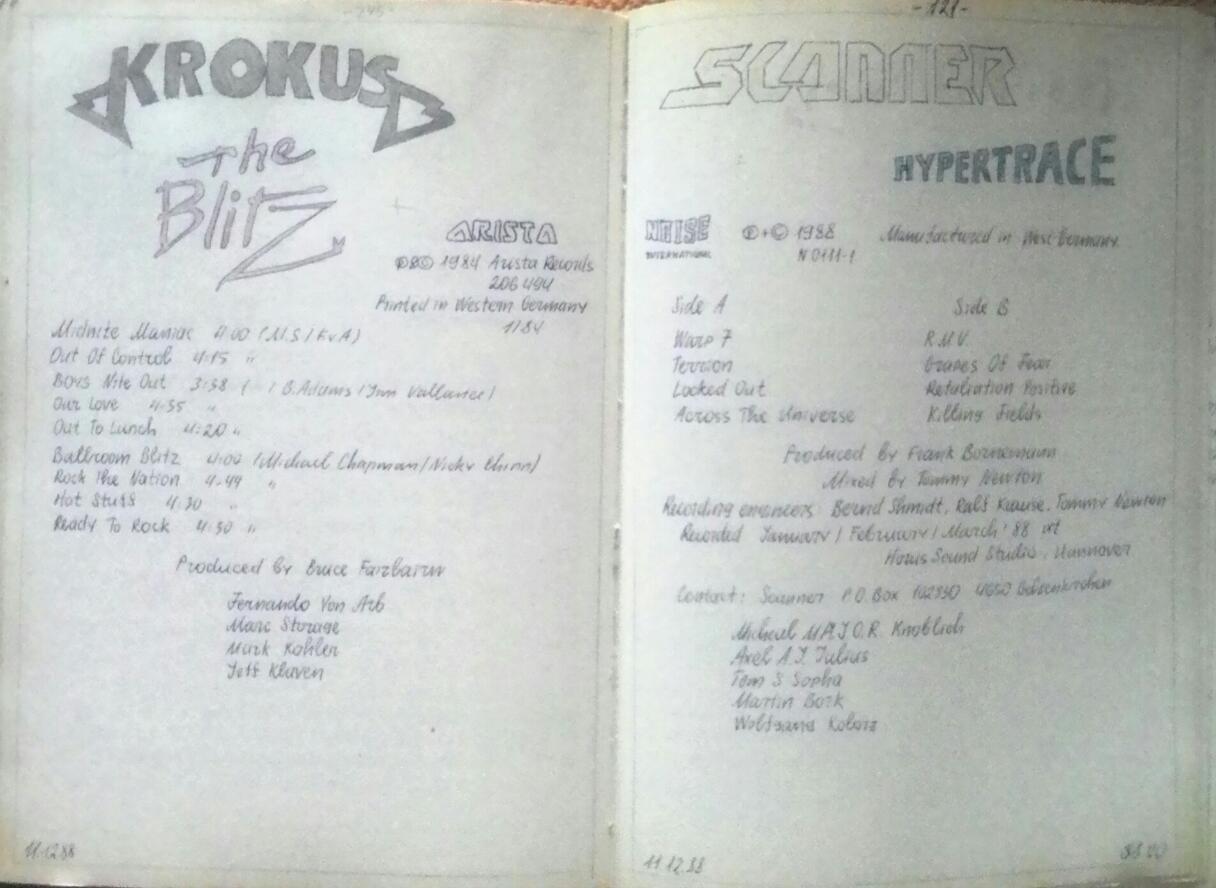 KROKUS
The
Blitz
ARISTA
℗&© 1984 Arista Records
206 494
Printed in Western Germany
1/84
Midnite Maniac 4:00 (M.S/FvA)
Out Of Control 4:15 "
Boys Nite Out 3:38 ( / B.Adams / Jim Vallance/
Our Love 4:35 "
Out To Lunch 4:20 "
Ballroom Blitz 4:00 /Michael Chapman/Nicky Chinn/
Rock The Nation 4:44 "
Hot Stuff 4:30 "
Ready To Rock 4:30 "
Produced by Bruce Fairbairn
Fernando Von Arb
Marc Storace
Mark Kohler
Jeff Klaven
11.12.88
-121-
SCANNER
HYPERTRACE
NOISE
INTERNATIONAL
℗+© 1988
N 0111-1
Manufactured in West Germany.
Side A
Warp 7
Terrion
Locked Out
Across The Universe
Side B
R.M.V.
Grapes Of Fear
Retaliation Positive
Killing Fields
Produced by Frank Bornemann
Mixed by Tommy Newton
Recording engineers: Bernd Shmidt, Ralf Krause, Tommy Newton
Recorded January / February / March '88 at
Horus Sound Studio, Hannover
Contact: Scanner P.O.Box 102330 4650 Gelsenkirchen
Michael M.A.J.O.R. Knoblich
Axel A.J. Julius
Tom S Sopha
Martin Bork
Wolfgang Kolorz
11.12.88